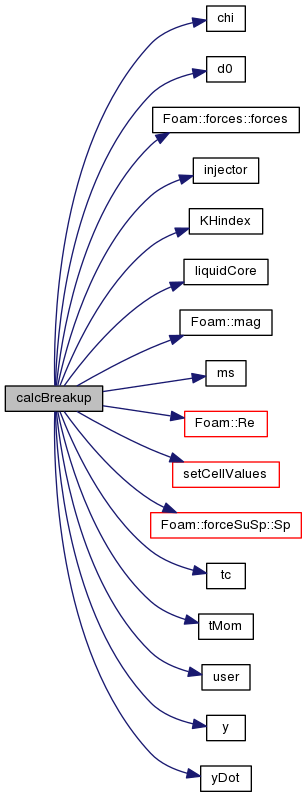 chi
d0
Foam::forces::forces
injector
KHindex
liquidCore
Foam::mag
calcBreakup
ms
Foam::Re
setCellValues
Foam::forceSuSp::Sp
tc
tMom
user
y
yDot